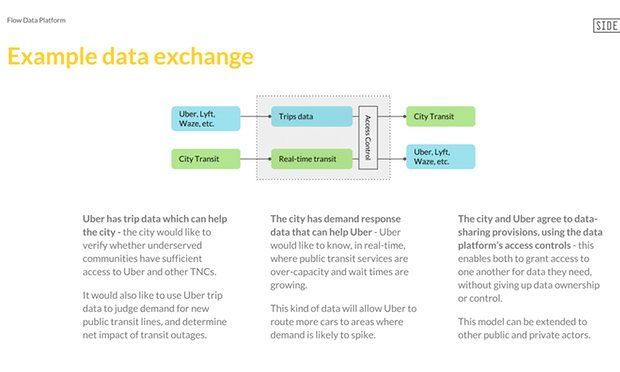 Flow Data Platform
SIDE
Example data exchange
Uber, Lyft,
Waze, etc.
Trips data
Access Control
City Transit
City Transit
Real-time transit
Uber, Lyft,
Waze, etc.
Uber has trip data which can help
the city - the city would like to
verify whether underserved
communities have sufficient
access to Uber and other TNCs.
It would also like to use Uber trip
data to judge demand for new
public transit lines, and determine
net impact of transit outages.
The city has demand response
data that can help Uber - Uber
would like to know, in real-time,
where public transit services are
over-capacity and wait times are
growing.
This kind of data will allow Uber to
route more cars to areas where
demand is likely to spike.
The city and Uber agree to data-
sharing provisions, using the data
platform's access controls - this
enables both to grant access to
one another for data they need,
without giving up data ownership
or control.
This model can be extended to
other public and private actors.